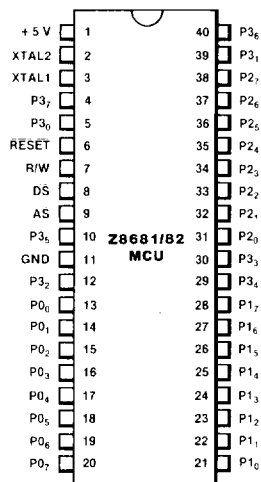 +5 V 1 40 P3₆
XTAL2 2 39 P3₁
XTAL1 3 38 P2₇
P3₇ 4 37 P2₆
P3₀ 5 36 P2₅
RESET 6 35 P2₄
R/W 7 34 P2₃
DS 8 33 P2₂
AS 9 32 P2₁
P3₅ 10 31 P2₀
Z8681/82
MCU
GND 11 30 P3₃
P3₂ 12 29 P3₄
P0₀ 13 28 P1₇
P0₁ 14 27 P1₆
P0₂ 15 26 P1₅
P0₃ 16 25 P1₄
P0₄ 17 24 P1₃
P0₅ 18 23 P1₂
P0₆ 19 22 P1₁
P0₇ 20 21 P1₀